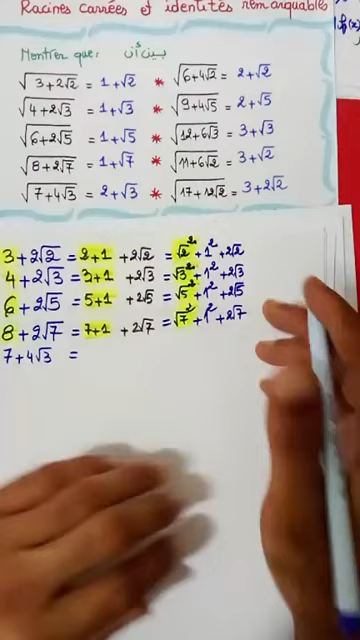 Racines carrées et identités remarquables
Montrer que : بين أن
√3+2√2 = 1+√2 * √6+4√2 = 2+√2
√4+2√3 = 1+√3 * √9+4√5 = 2+√5
√6+2√5 = 1+√5 * √12+6√3 = 3+√3
√8+2√7 = 1+√7 * √11+6√2 = 3+√2
√7+4√3 = 2+√3 * √17+12√2 = 3+2√2
3+2√2 = 2+1 +2√2 = √2²+1²+2√2
4+2√3 = 3+1 +2√3 = √3²+1²+2√3
6+2√5 = 5+1 +2√5 = √5²+1²+2√5
8+2√7 = 7+1 +2√7 = √7²+1²+2√7
7+4√3 =